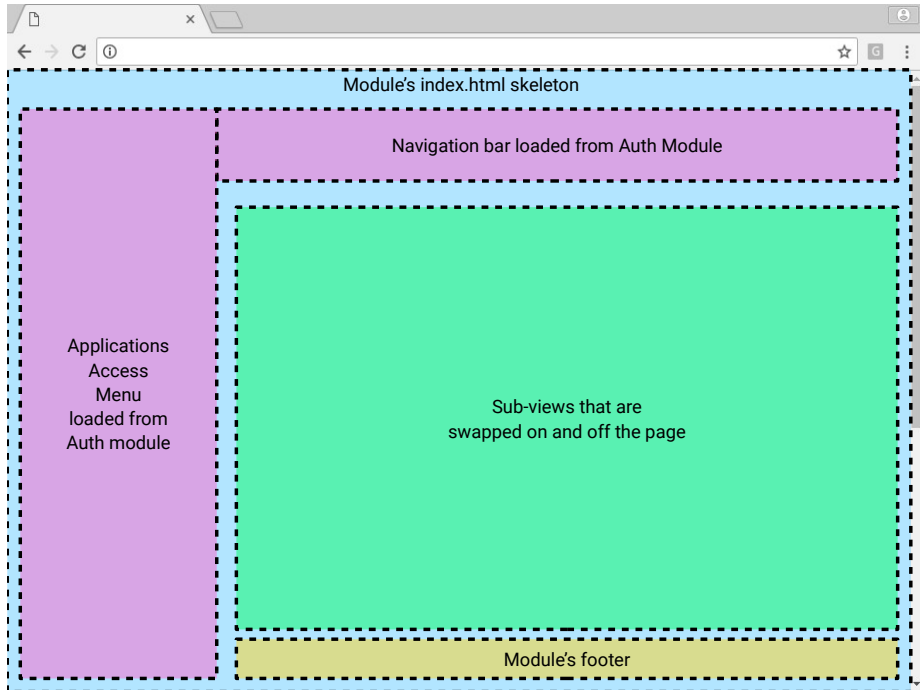 G
Module’s index.html skeleton
Navigation bar loaded from Auth Module
Applications
Access
Menu
loaded from
Auth module
Sub-views that are
swapped on and off the page
Module’s footer